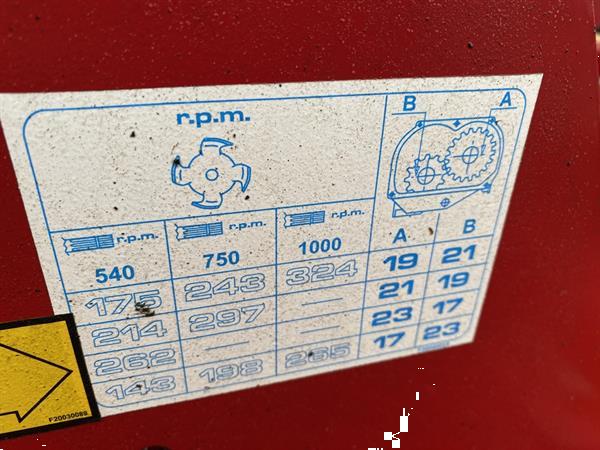 r.p.m.
B A
r.p.m. r.p.m. r.p.m.
540 750 1000 A B
175 243 324 19 21
214 297 — 21 19
262 — — 23 17
143 198 265 17 23
F20030088